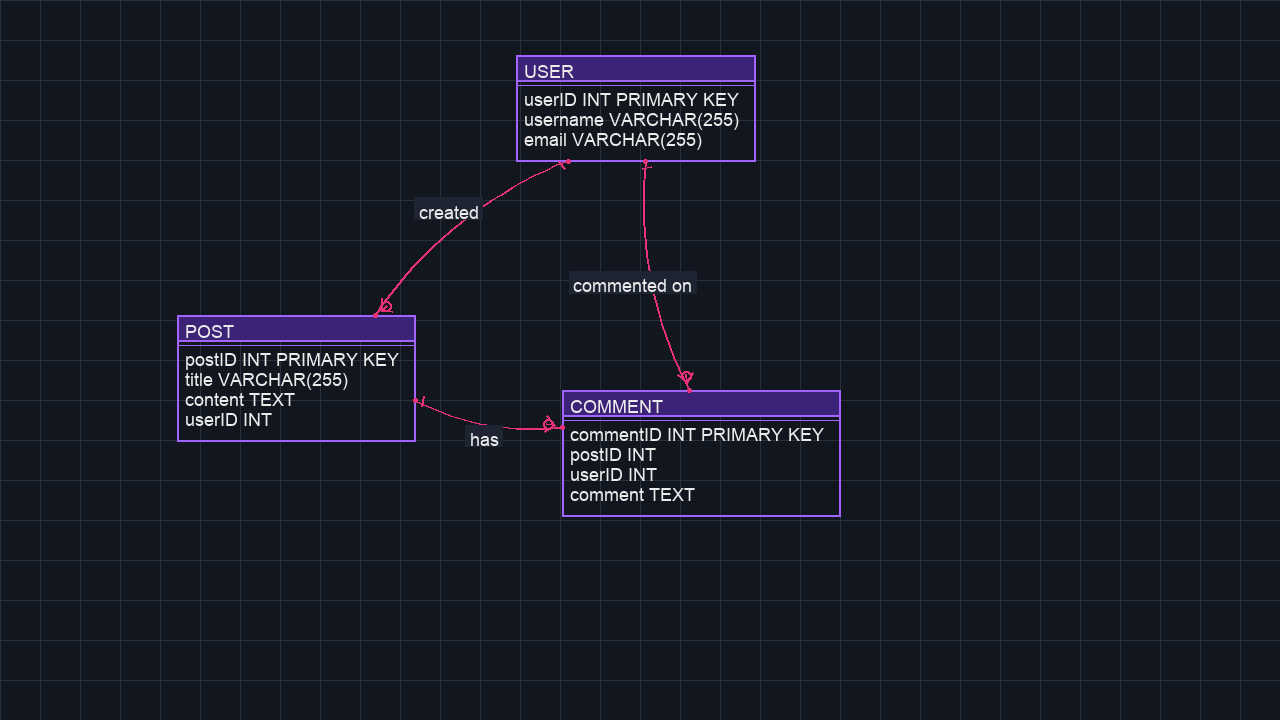 USER
userID INT PRIMARY KEY
username VARCHAR(255)
email VARCHAR(255)
created
commented on
POST
postID INT PRIMARY KEY
title VARCHAR(255)
content TEXT
userID INT
has
COMMENT
commentID INT PRIMARY KEY
postID INT
userID INT
comment TEXT